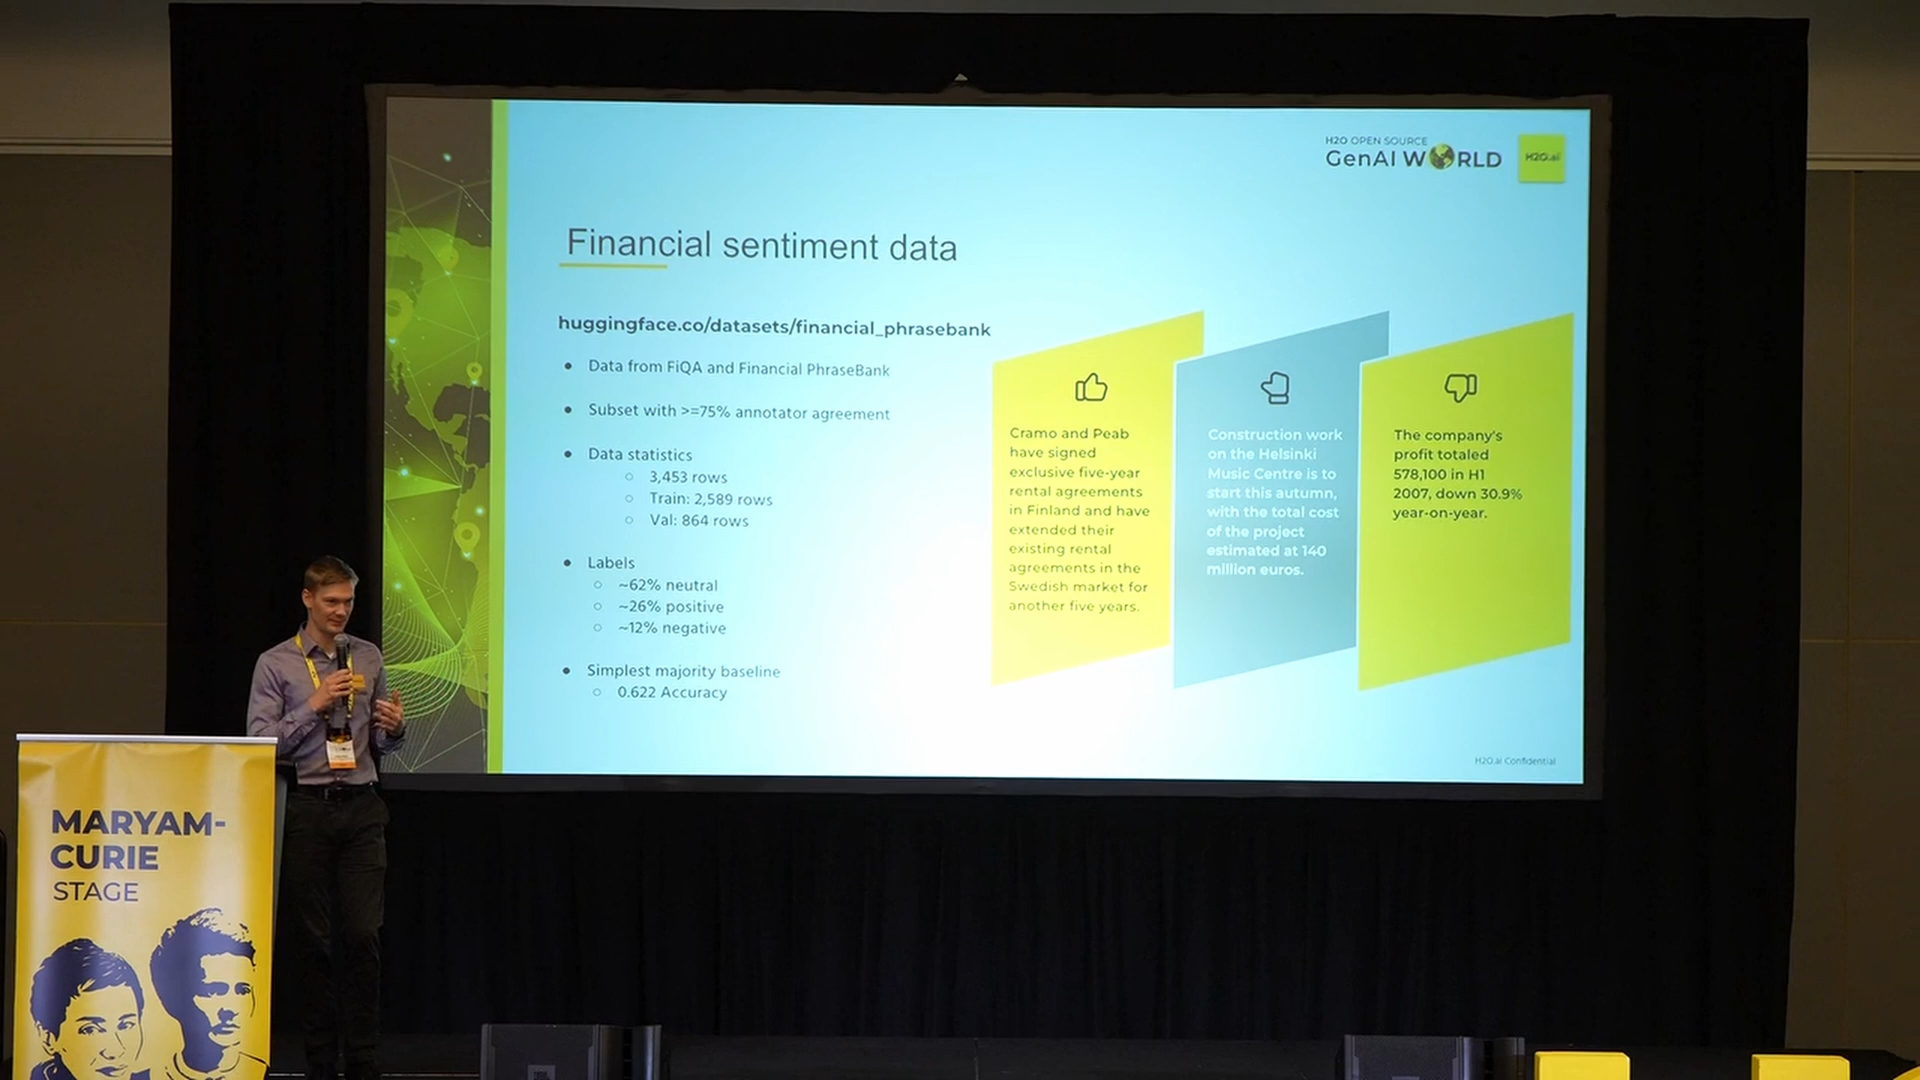 H2O OPEN SOURCE
GenAI WORLD
H2O.ai
Financial sentiment data
huggingface.co/datasets/financial_phrasebank
Data from FiQA and Financial PhraseBank
Subset with >=75% annotator agreement
Data statistics
3,453 rows
Train: 2,589 rows
Val: 864 rows
Labels
~62% neutral
~26% positive
~12% negative
Simplest majority baseline
0.622 Accuracy
Cramo and Peab
have signed
exclusive five-year
rental agreements
in Finland and have
extended their
existing rental
agreements in the
Swedish market for
another five years.
Construction work
on the Helsinki
Music Centre is to
start this autumn,
with the total cost
of the project
estimated at 140
million euros.
The company's
profit totaled
578,100 in H1
2007, down 30.9%
year-on-year.
H2O.ai Confidential
MARYAM-
CURIE
STAGE